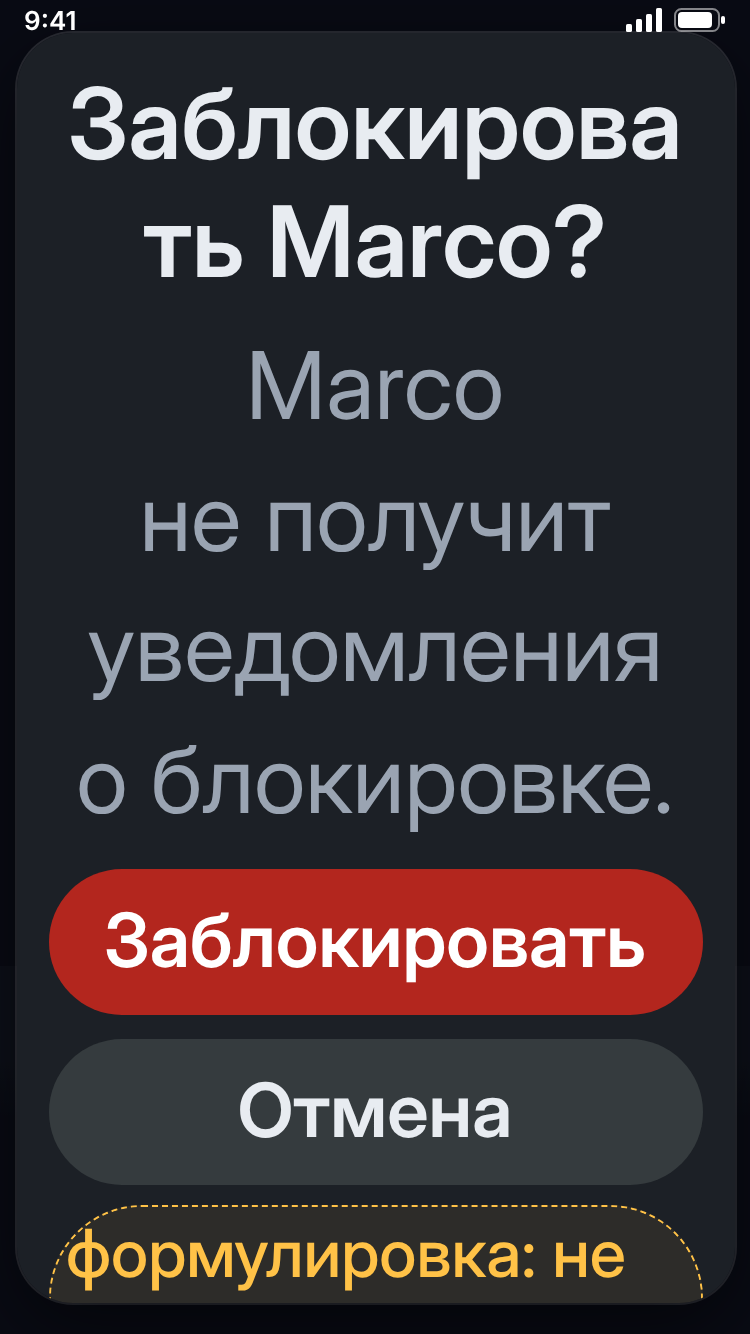 9:41
Заблокирова
ть Marco?
Marco
не получит
уведомления
о блокировке.
Заблокировать
Отмена
формулировка: не